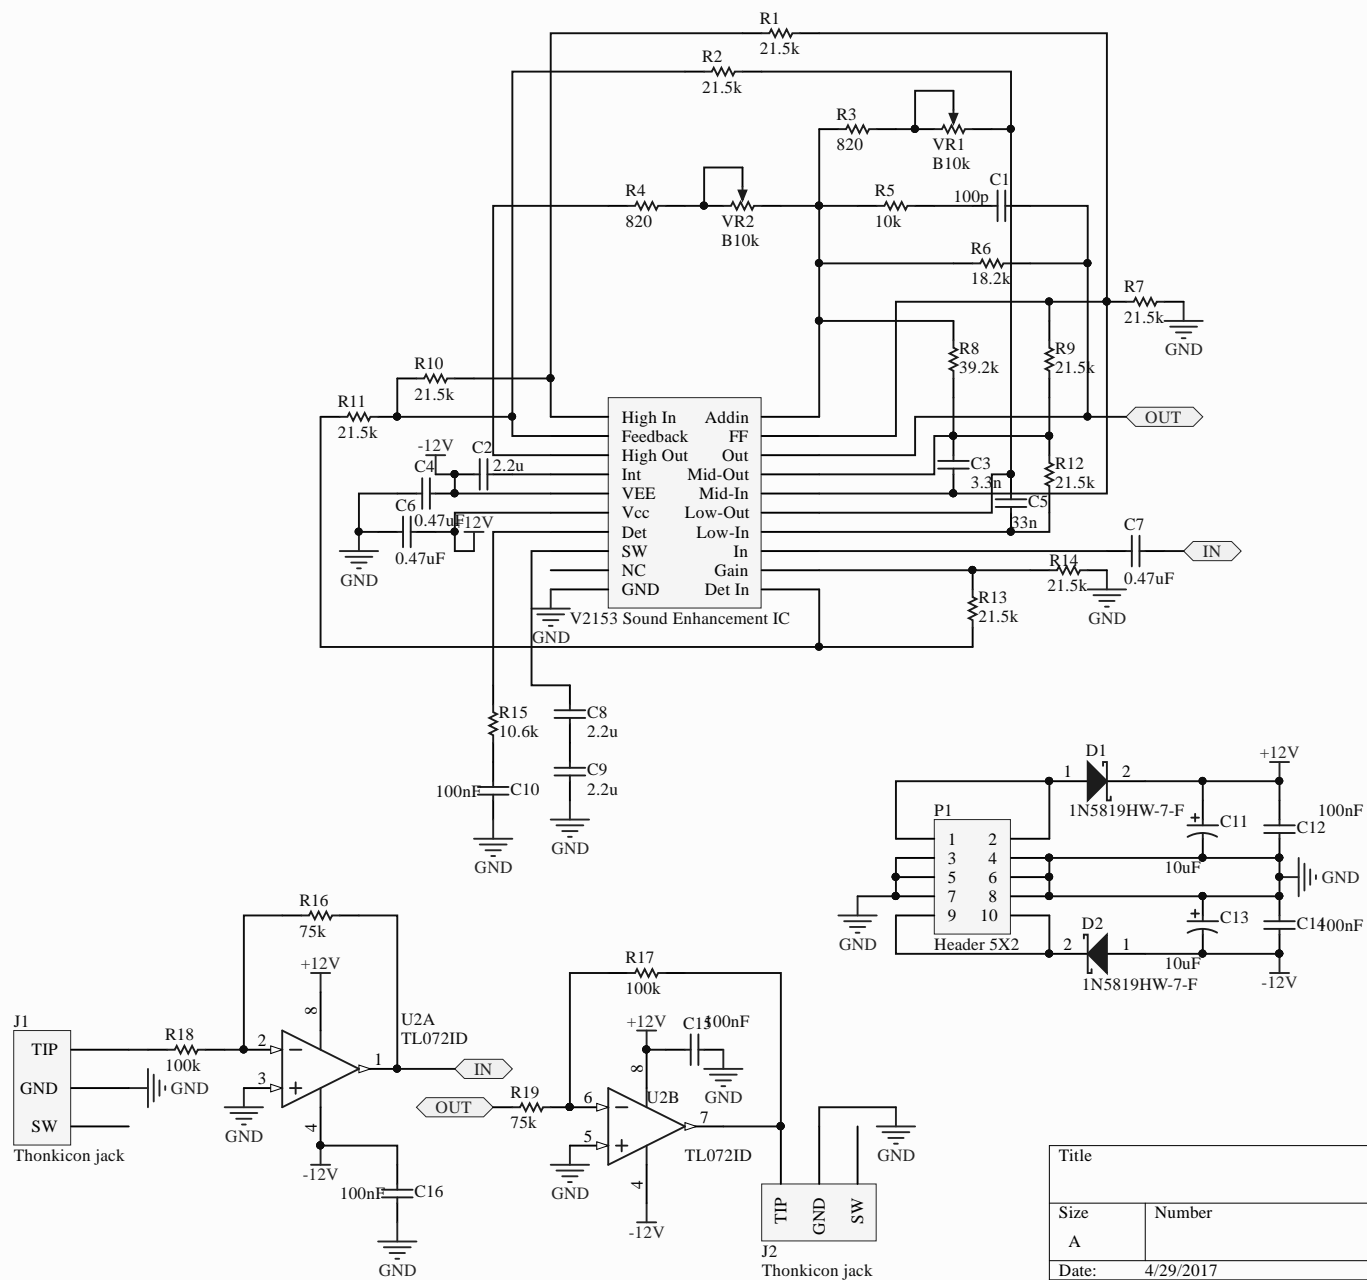 R1
21.5k
R2
21.5k
R3
820
VR1
B10k
R4
820
VR2
B10k
R5
10k
C1
100p
R6
18.2k
R7
21.5k
GND
R8
39.2k
R9
21.5k
R10
21.5k
R11
21.5k
OUT
High In Addin
Feedback FF
High Out Out
Int Mid-Out
VEE Mid-In
Vcc Low-Out
Det Low-In
SW In
NC Gain
GND Det In
V2153 Sound Enhancement IC
-12V
C2
2.2u
C4
0.47uF
C6
0.47uF
+12V
GND
GND
C3
3.3n
R12
21.5k
C5
33n
C7
0.47uF
IN
R14
21.5k
GND
R13
21.5k
R15
10.6k
C8
2.2u
C9
2.2u
100nF
C10
GND
GND
D1
1 2
1N5819HW-7-F
+12V
P1
1 2
3 4
5 6
7 8
9 10
Header 5X2
GND
+
C11
10uF
100nF
C12
GND
+
C13
10uF
C14
100nF
D2
2 1
1N5819HW-7-F
-12V
R16
75k
+12V
8
U2A
TL072ID
J1
TIP
GND
SW
Thonkicon jack
R18
100k
GND
2
3
1
4
GND
-12V
IN
100nF
C16
GND
R17
100k
+12V
C15
100nF
GND
8
U2B
OUT
R19
75k
6
5
7
4
TL072ID
GND
-12V
GND
TIP
GND
SW
J2
Thonkicon jack
Title
Size Number
A
Date: 4/29/2017